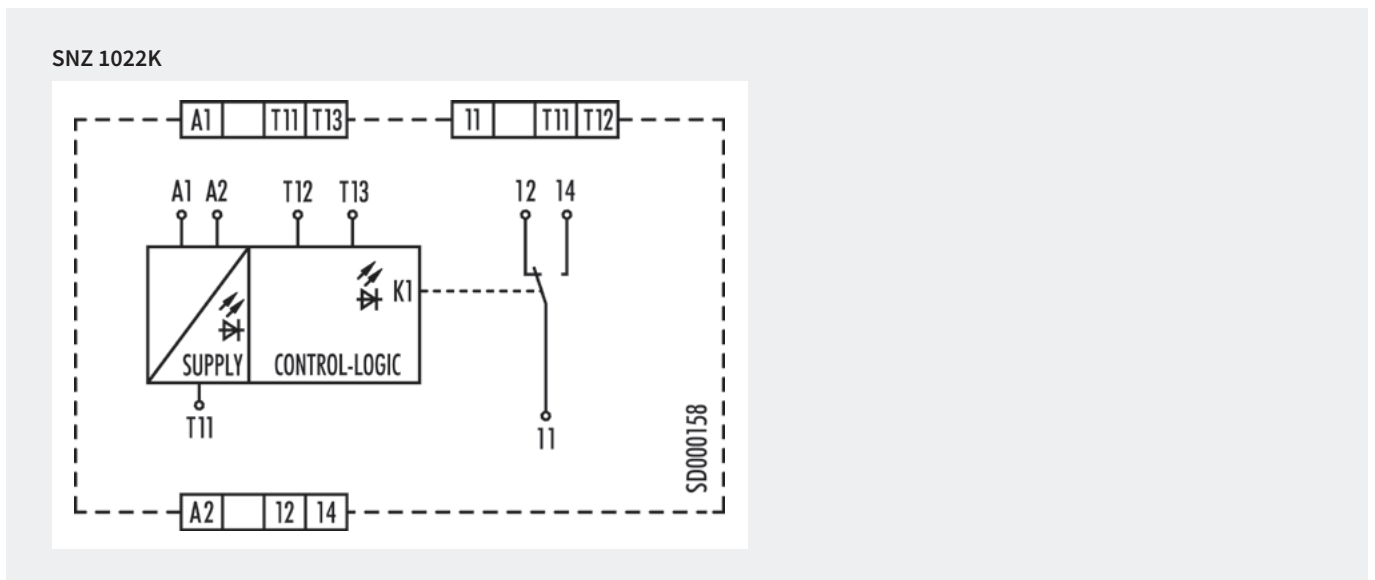 SNZ 1022K
A1 T11 T13 11 T11 T12
A1 A2 T12 T13 12 14
K1
SUPPLY CONTROL-LOGIC
T11 11
SD000158
A2 12 14